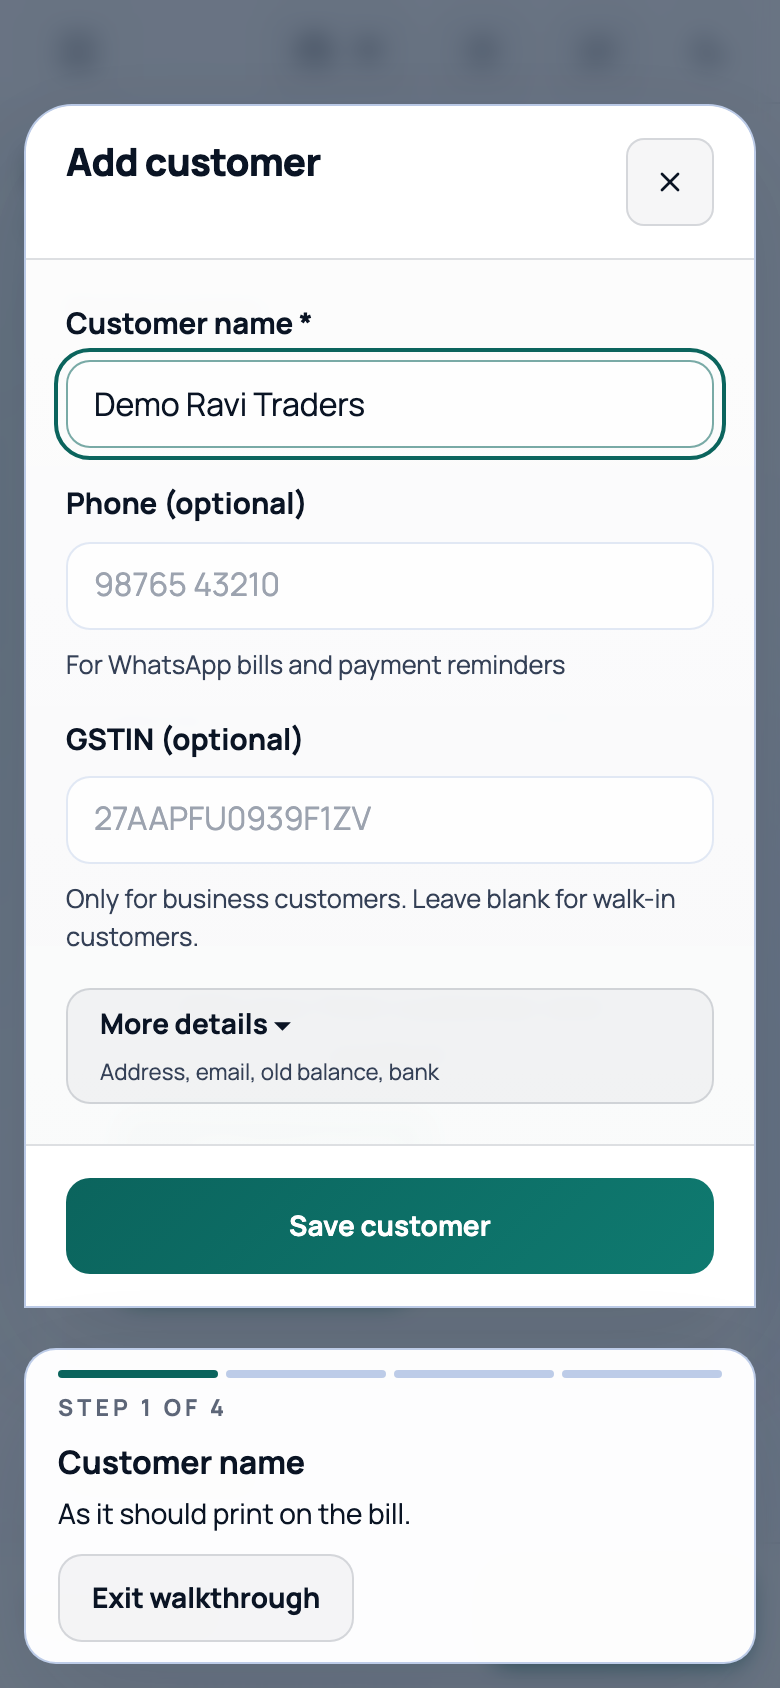 Add customer
Customer name *
Demo Ravi Traders
Phone (optional)
98765 43210
For WhatsApp bills and payment reminders
GSTIN (optional)
27AAPFU0939F1ZV
Only for business customers. Leave blank for walk-in
customers.
More details
Address, email, old balance, bank
Save customer
STEP 1 OF 4
Customer name
As it should print on the bill.
Exit walkthrough